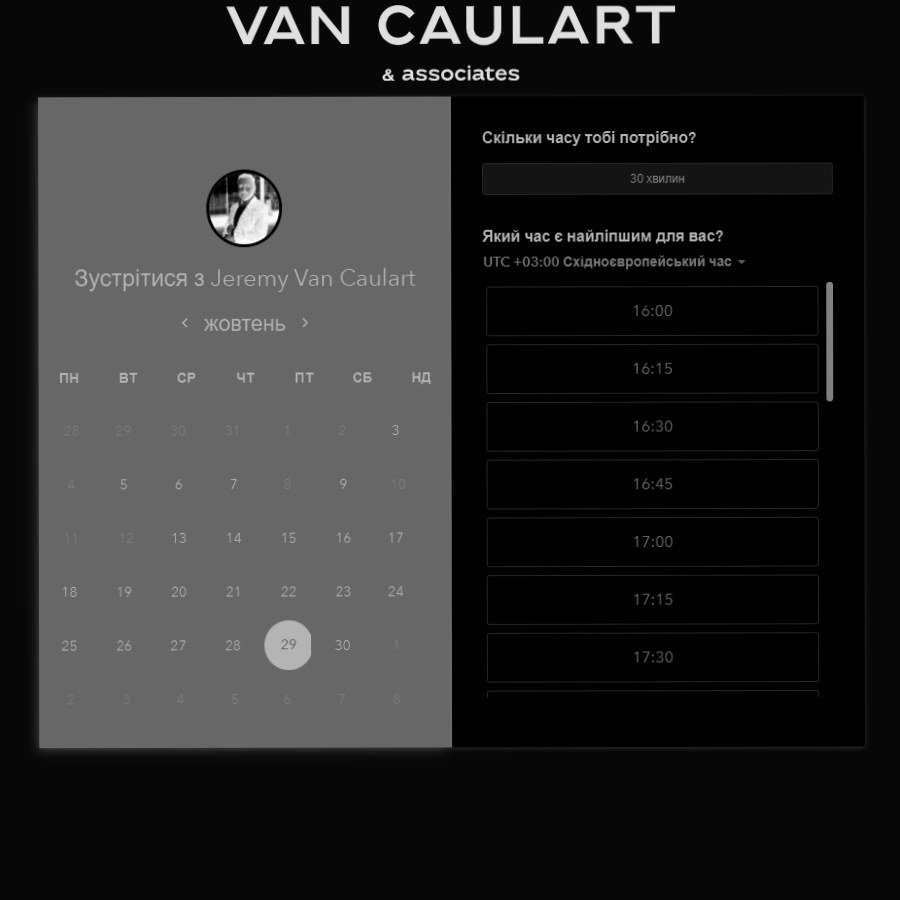 VAN CAULART
& associates
Зустрітися з Jeremy Van Caulart
жовтень
ПН ВТ СР ЧТ ПТ СБ НД
28 29 30 31 1 2 3
4 5 6 7 8 9 10
11 12 13 14 15 16 17
18 19 20 21 22 23 24
25 26 27 28 29 30 1
2 3 4 5 6 7 8
Скільки часу тобі потрібно?
30 хвилин
Який час є найліпшим для вас?
UTC +03:00 Східноєвропейський час
16:00
16:15
16:30
16:45
17:00
17:15
17:30